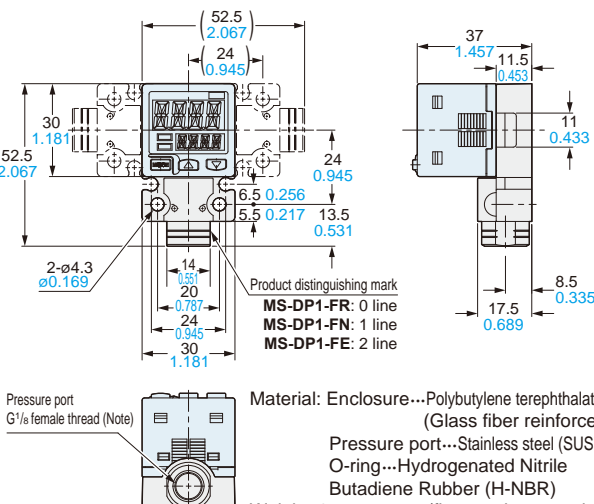 52.5
2.067
24
0.945
30
1.181
52.5
2.067
24
0.945
6.5 0.256
5.5 0.217
13.5
0.531
2-ø4.3
ø0.169
14
0.551
20
0.787
24
0.945
30
1.181
Product distinguishing mark
MS-DP1-FR: 0 line
MS-DP1-FN: 1 line
MS-DP1-FE: 2 line
37
1.457
11.5
0.453
11
0.433
8.5
0.335
17.5
0.689
Pressure port
G1/8 female thread (Note)
Material: Enclosure···Polybutylene
(Glass fiber
Pressure port···Stainless steel
O-ring···Hydrogenated Nitrile
Butadiene Rubber (H-NBR)